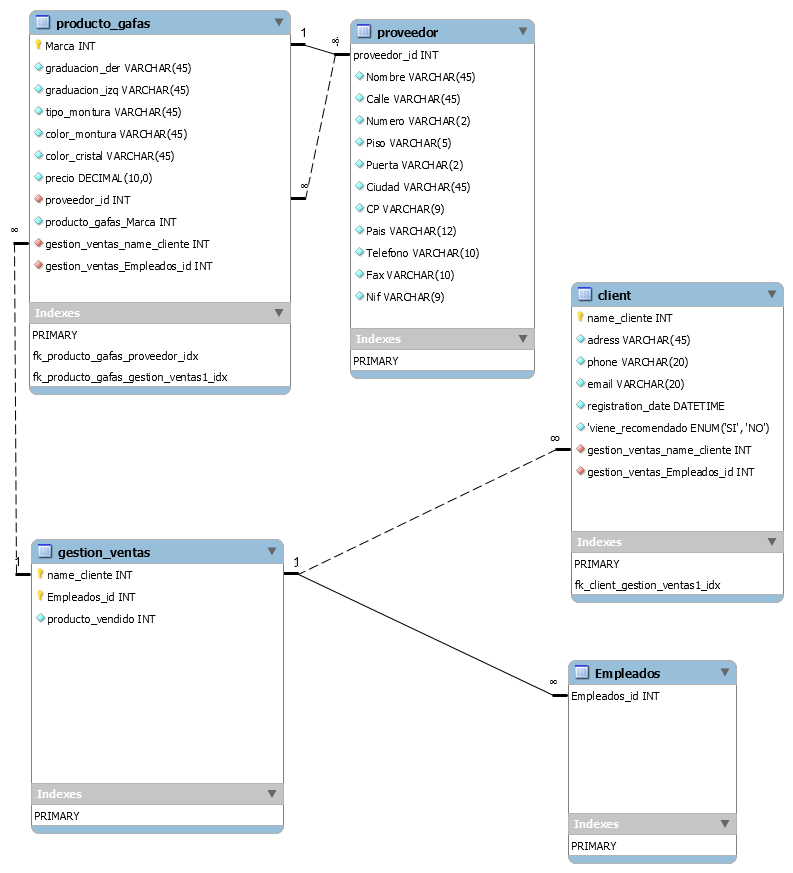 producto_gafas
Marca INT
graduacion_der VARCHAR(45)
graduacion_izq VARCHAR(45)
tipo_montura VARCHAR(45)
color_montura VARCHAR(45)
color_cristal VARCHAR(45)
precio DECIMAL(10,0)
proveedor_id INT
producto_gafas_Marca INT
gestion_ventas_name_cliente INT
gestion_ventas_Empleados_id INT
Indexes
PRIMARY
fk_producto_gafas_proveedor_idx
fk_producto_gafas_gestion_ventas1_idx
1
∞
∞
∞
1
proveedor
proveedor_id INT
Nombre VARCHAR(45)
Calle VARCHAR(45)
Numero VARCHAR(2)
Piso VARCHAR(5)
Puerta VARCHAR(2)
Ciudad VARCHAR(45)
CP VARCHAR(9)
Pais VARCHAR(12)
Telefono VARCHAR(10)
Fax VARCHAR(10)
Nif VARCHAR(9)
Indexes
PRIMARY
client
name_cliente INT
adress VARCHAR(45)
phone VARCHAR(20)
email VARCHAR(20)
registration_date DATETIME
'viene_recomendado ENUM('SI', 'NO')
gestion_ventas_name_cliente INT
gestion_ventas_Empleados_id INT
Indexes
PRIMARY
fk_client_gestion_ventas1_idx
∞
gestion_ventas
name_cliente INT
Empleados_id INT
producto_vendido INT
Indexes
PRIMARY
1
∞
Empleados
Empleados_id INT
Indexes
PRIMARY